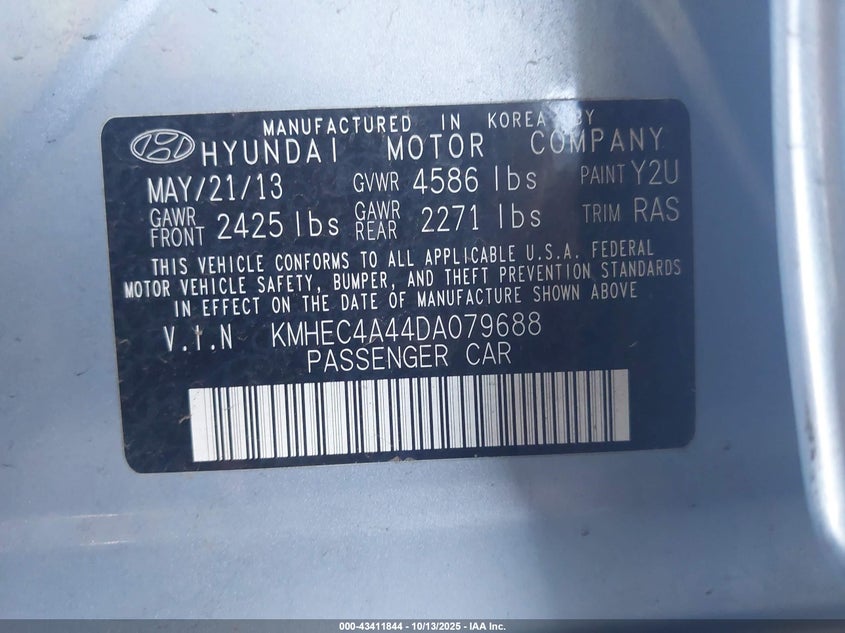 MANUFACTURED IN KOREA BY
HYUNDAI MOTOR COMPANY
MAY/21/13 GVWR 4586 lbs PAINT Y2U
GAWR FRONT 2425 lbs GAWR REAR 2271 lbs TRIM RAS
THIS VEHICLE CONFORMS TO ALL APPLICABLE U.S.A. FEDERAL
MOTOR VEHICLE SAFETY, BUMPER, AND THEFT PREVENTION STANDARDS
IN EFFECT ON THE DATE OF MANUFACTURE SHOWN ABOVE
V.I.N KMHEC4A44DA079688
PASSENGER CAR
000-43411844 - 10/13/2025 - IAA Inc.